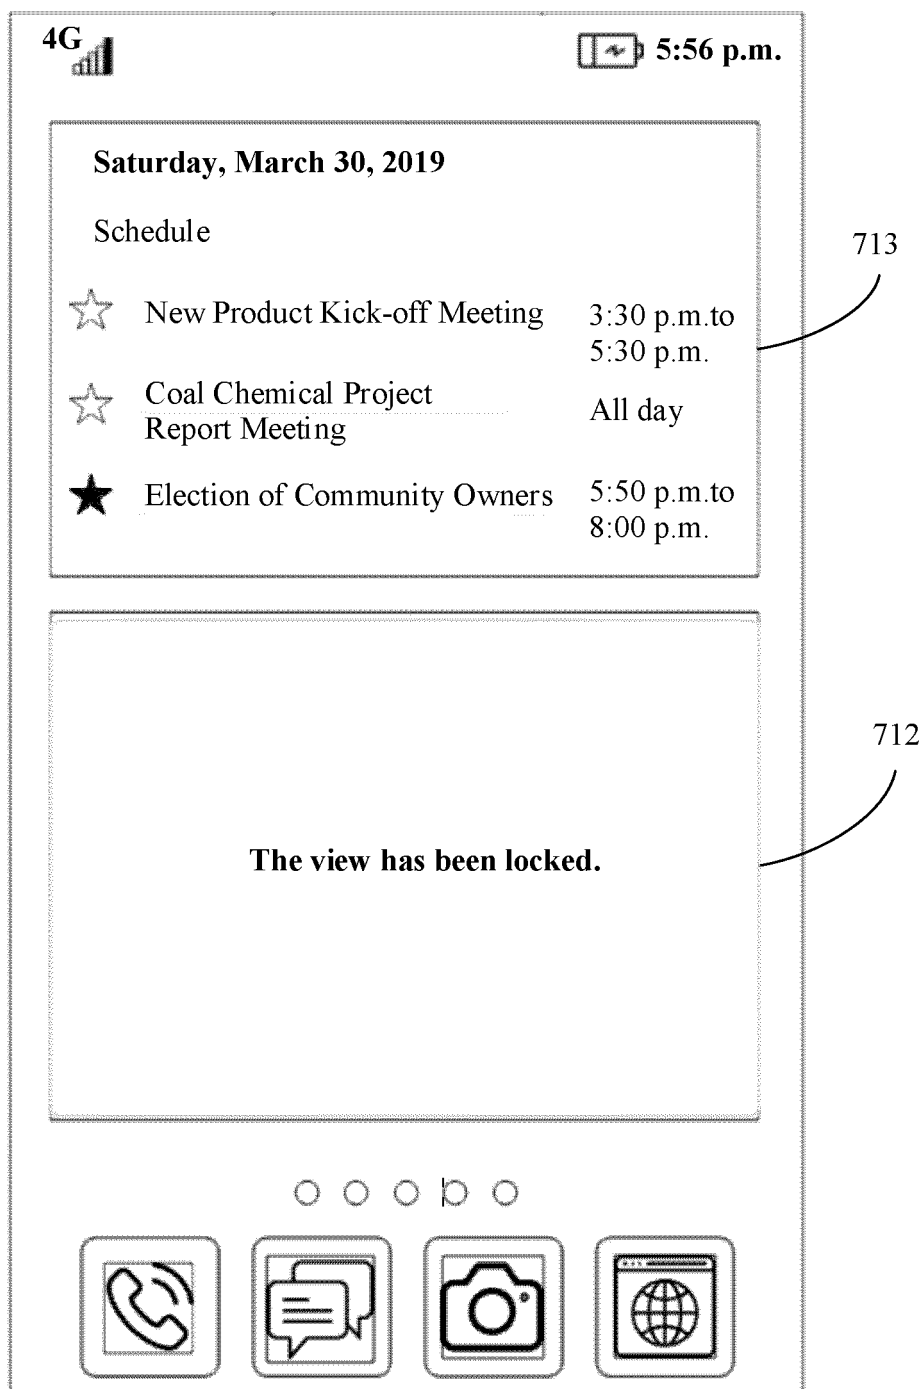 4G
5:56 p.m.
Saturday, March 30, 2019
Schedule
713
New Product Kick-off Meeting
3:30 p.m.to
5:30 p.m.
Coal Chemical Project
Report Meeting
All day
Election of Community Owners
5:50 p.m.to
8:00 p.m.
712
The view has been locked.